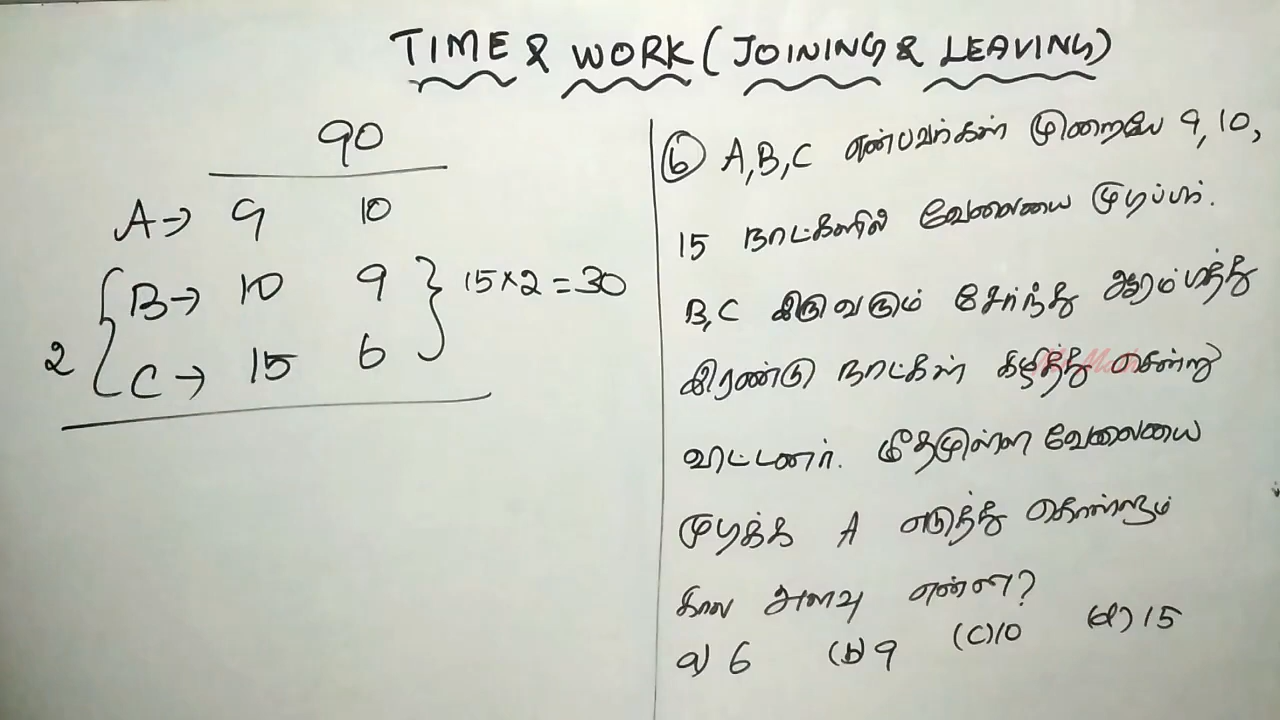 TIME & WORK (JOINING & LEAVING)
90
A → 9 10
B → 10 9
C → 15 6
2
15×2 = 30
⑥ A,B,C என்பவர்கள் முறையே 9, 10,
15 நாட்களில் வேலையை முடிப்பர்.
B,C இருவரும் சேர்ந்து ஆரம்பித்து
இரண்டு நாட்கள் கழித்து சென்று
விட்டனர். மீதமுள்ள வேலையை
முடிக்க A எடுத்து கொள்ளும்
கால அளவு என்ன?
a) 6 (b) 9 (c) 10 (d) 15